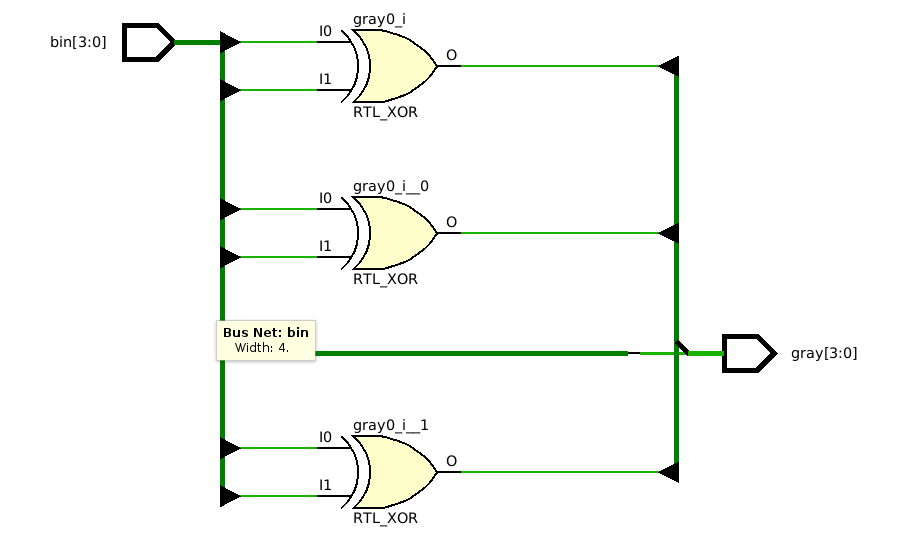 gray0_i
bin[3:0]
I0
O
I1
RTL_XOR
gray0_i__0
I0
O
I1
RTL_XOR
Bus Net: bin
Width: 4.
gray[3:0]
gray0_i__1
I0
O
I1
RTL_XOR